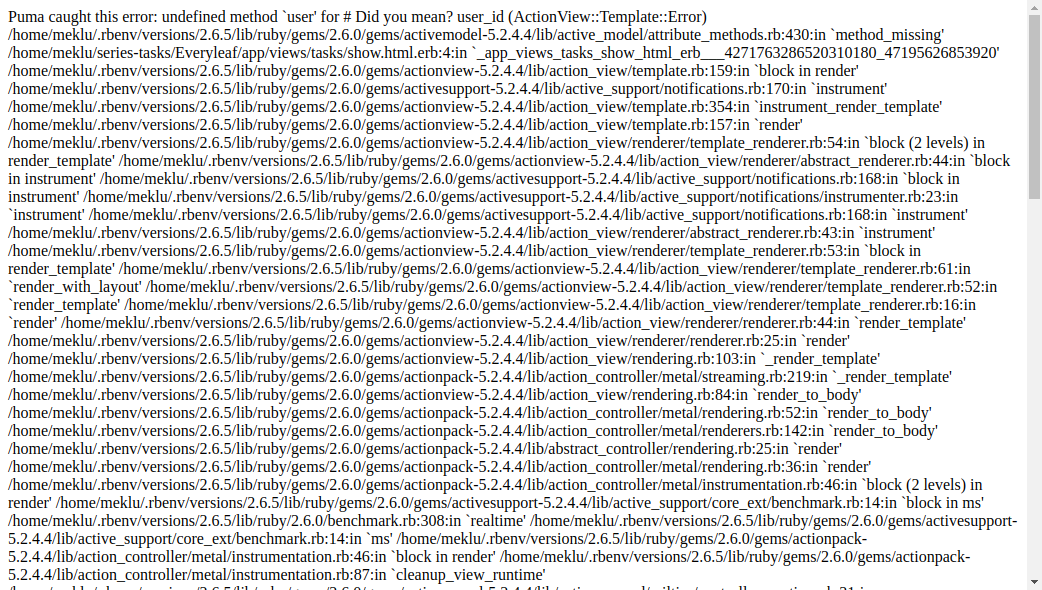 Puma caught this error: undefined method `user' for # Did you mean? user_id (ActionView::Template::Error)
/home/meklu/.rbenv/versions/2.6.5/lib/ruby/gems/2.6.0/gems/activemodel-5.2.4.4/lib/active_model/attribute_methods.rb:430:in `method_missing'
/home/meklu/series-tasks/Everyleaf/app/views/tasks/show.html.erb:4:in `_app_views_tasks_show_html_erb___4271763286520310180_47195626853920'
/home/meklu/.rbenv/versions/2.6.5/lib/ruby/gems/2.6.0/gems/actionview-5.2.4.4/lib/action_view/template.rb:159:in `block in render'
/home/meklu/.rbenv/versions/2.6.5/lib/ruby/gems/2.6.0/gems/activesupport-5.2.4.4/lib/active_support/notifications.rb:170:in `instrument'
/home/meklu/.rbenv/versions/2.6.5/lib/ruby/gems/2.6.0/gems/actionview-5.2.4.4/lib/action_view/template.rb:354:in `instrument_render_template'
/home/meklu/.rbenv/versions/2.6.5/lib/ruby/gems/2.6.0/gems/actionview-5.2.4.4/lib/action_view/template.rb:157:in `render'
/home/meklu/.rbenv/versions/2.6.5/lib/ruby/gems/2.6.0/gems/actionview-5.2.4.4/lib/action_view/renderer/template_renderer.rb:54:in `block (2 levels) in
render_template' /home/meklu/.rbenv/versions/2.6.5/lib/ruby/gems/2.6.0/gems/actionview-5.2.4.4/lib/action_view/renderer/abstract_renderer.rb:44:in `block
in instrument' /home/meklu/.rbenv/versions/2.6.5/lib/ruby/gems/2.6.0/gems/activesupport-5.2.4.4/lib/active_support/notifications.rb:168:in `block in
instrument' /home/meklu/.rbenv/versions/2.6.5/lib/ruby/gems/2.6.0/gems/activesupport-5.2.4.4/lib/active_support/notifications/instrumenter.rb:23:in
`instrument' /home/meklu/.rbenv/versions/2.6.5/lib/ruby/gems/2.6.0/gems/activesupport-5.2.4.4/lib/active_support/notifications.rb:168:in `instrument'
/home/meklu/.rbenv/versions/2.6.5/lib/ruby/gems/2.6.0/gems/actionview-5.2.4.4/lib/action_view/renderer/abstract_renderer.rb:43:in `instrument'
/home/meklu/.rbenv/versions/2.6.5/lib/ruby/gems/2.6.0/gems/actionview-5.2.4.4/lib/action_view/renderer/template_renderer.rb:53:in `block in
render_template' /home/meklu/.rbenv/versions/2.6.5/lib/ruby/gems/2.6.0/gems/actionview-5.2.4.4/lib/action_view/renderer/template_renderer.rb:61:in
`render_with_layout' /home/meklu/.rbenv/versions/2.6.5/lib/ruby/gems/2.6.0/gems/actionview-5.2.4.4/lib/action_view/renderer/template_renderer.rb:52:in
`render_template' /home/meklu/.rbenv/versions/2.6.5/lib/ruby/gems/2.6.0/gems/actionview-5.2.4.4/lib/action_view/renderer/template_renderer.rb:16:in
`render' /home/meklu/.rbenv/versions/2.6.5/lib/ruby/gems/2.6.0/gems/actionview-5.2.4.4/lib/action_view/renderer/renderer.rb:44:in `render_template'
/home/meklu/.rbenv/versions/2.6.5/lib/ruby/gems/2.6.0/gems/actionview-5.2.4.4/lib/action_view/renderer/renderer.rb:25:in `render'
/home/meklu/.rbenv/versions/2.6.5/lib/ruby/gems/2.6.0/gems/actionview-5.2.4.4/lib/action_view/rendering.rb:103:in `_render_template'
/home/meklu/.rbenv/versions/2.6.5/lib/ruby/gems/2.6.0/gems/actionpack-5.2.4.4/lib/action_controller/metal/streaming.rb:219:in `_render_template'
/home/meklu/.rbenv/versions/2.6.5/lib/ruby/gems/2.6.0/gems/actionview-5.2.4.4/lib/action_view/rendering.rb:84:in `render_to_body'
/home/meklu/.rbenv/versions/2.6.5/lib/ruby/gems/2.6.0/gems/actionpack-5.2.4.4/lib/action_controller/metal/rendering.rb:52:in `render_to_body'
/home/meklu/.rbenv/versions/2.6.5/lib/ruby/gems/2.6.0/gems/actionpack-5.2.4.4/lib/action_controller/metal/renderers.rb:142:in `render_to_body'
/home/meklu/.rbenv/versions/2.6.5/lib/ruby/gems/2.6.0/gems/actionpack-5.2.4.4/lib/abstract_controller/rendering.rb:25:in `render'
/home/meklu/.rbenv/versions/2.6.5/lib/ruby/gems/2.6.0/gems/actionpack-5.2.4.4/lib/action_controller/metal/rendering.rb:36:in `render'
/home/meklu/.rbenv/versions/2.6.5/lib/ruby/gems/2.6.0/gems/actionpack-5.2.4.4/lib/action_controller/metal/instrumentation.rb:46:in `block (2 levels) in
render' /home/meklu/.rbenv/versions/2.6.5/lib/ruby/gems/2.6.0/gems/activesupport-5.2.4.4/lib/active_support/core_ext/benchmark.rb:14:in `block in ms'
/home/meklu/.rbenv/versions/2.6.5/lib/ruby/2.6.0/benchmark.rb:308:in `realtime' /home/meklu/.rbenv/versions/2.6.5/lib/ruby/gems/2.6.0/gems/activesupport-
5.2.4.4/lib/active_support/core_ext/benchmark.rb:14:in `ms' /home/meklu/.rbenv/versions/2.6.5/lib/ruby/gems/2.6.0/gems/actionpack-
5.2.4.4/lib/action_controller/metal/instrumentation.rb:46:in `block in render' /home/meklu/.rbenv/versions/2.6.5/lib/ruby/gems/2.6.0/gems/actionpack-
5.2.4.4/lib/action_controller/metal/instrumentation.rb:87:in `cleanup_view_runtime'